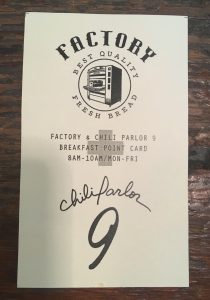 FACTORY
BEST QUALITY
FRESH BREAD
FACTORY & CHILI PARLOR 9
BREAKFAST POINT CARD
8AM-10AM/MON-FRI
Chili Parlor
9